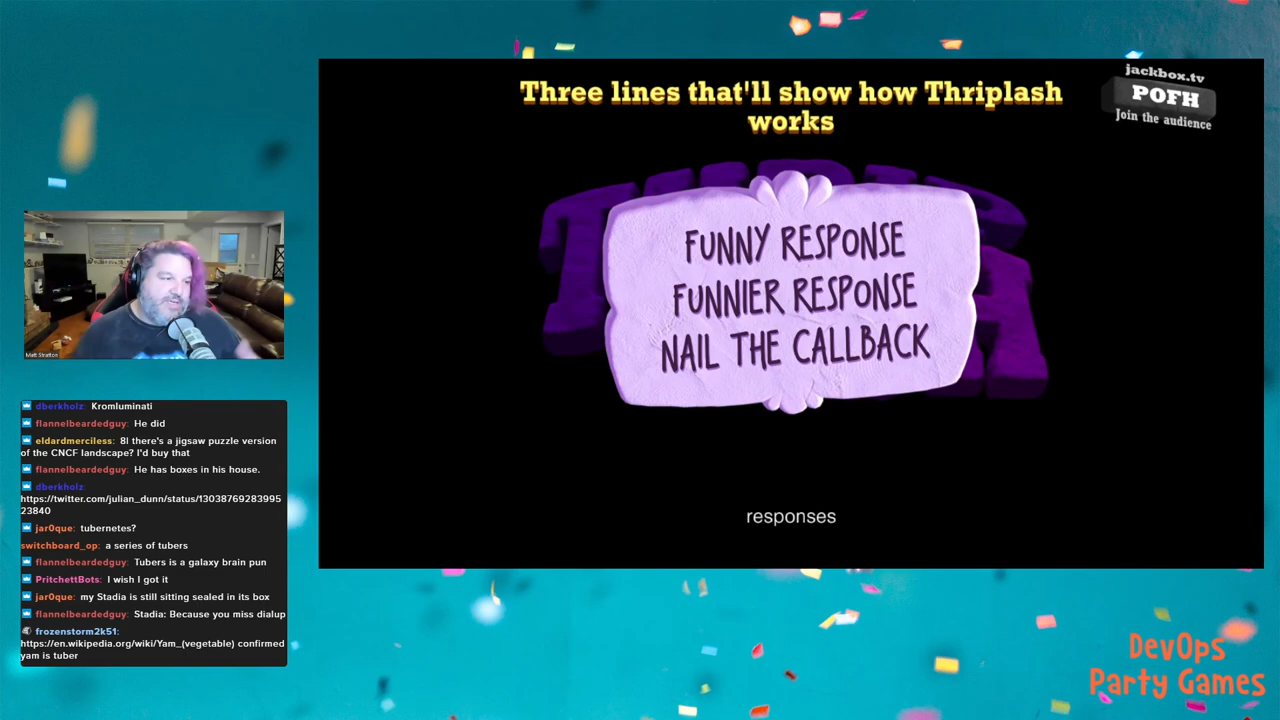 Three lines that'll show how Thriplash
works
jackbox.tv
POFH
Join the audience
FUNNY RESPONSE
FUNNIER RESPONSE
NAIL THE CALLBACK
responses
Matt Stratton
dberkholz: Kromluminati
flannelbeardedguy: He did
eldardmerciless: 8| there's a jigsaw puzzle version
of the CNCF landscape? I'd buy that
flannelbeardedguy: He has boxes in his house.
dberkholz:
https://twitter.com/julian_dunn/status/13038769283995
23840
jar0que: tubernetes?
switchboard_op: a series of tubers
flannelbeardedguy: Tubers is a galaxy brain pun
PritchettBots: I wish I got it
jar0que: my Stadia is still sitting sealed in its box
flannelbeardedguy: Stadia: Because you miss dialup
frozenstorm2k51:
https://en.wikipedia.org/wiki/Yam_(vegetable) confirmed
yam is tuber
DevOps
Party Games